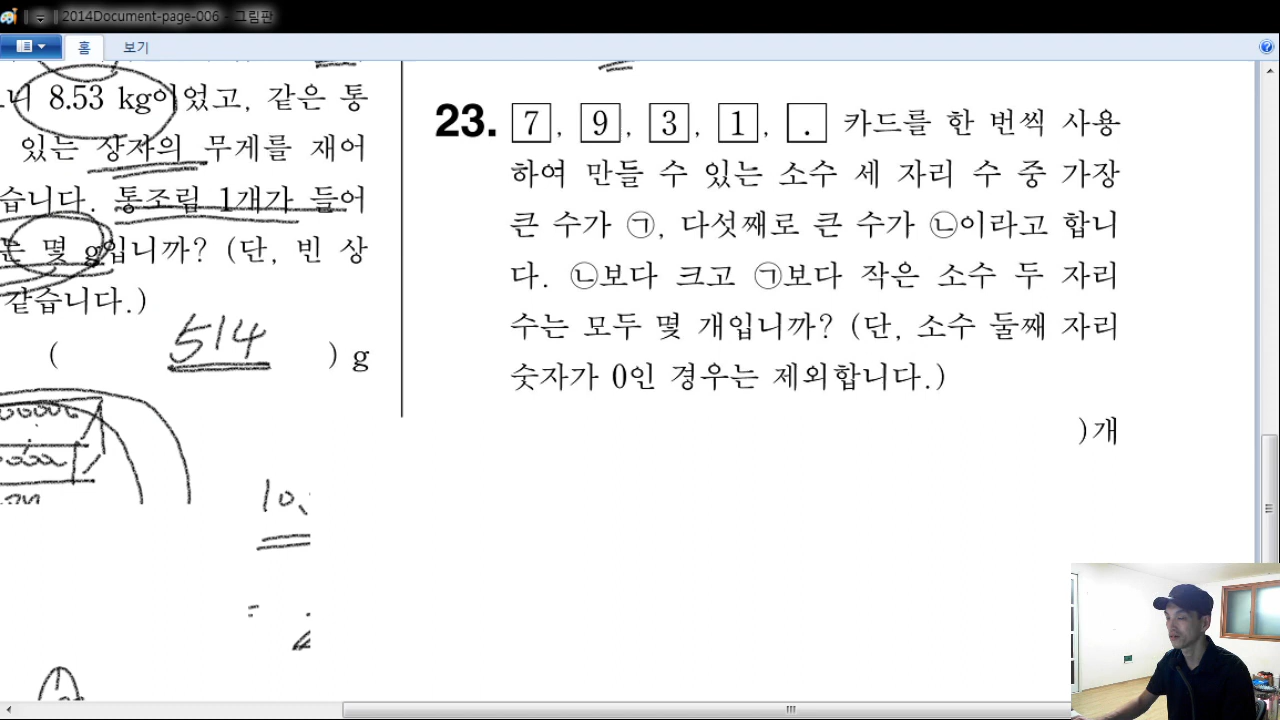 2014Document-page-006 - 그림판
홈
보기
8.53 kg이었고, 같은 통
있는 상자의 무게를 재어
습니다. 통조림 1개가 들어
는 몇 g입니까? (단, 빈 상
같습니다.)
( 514 ) g
10.
=
23. 7, 9, 3, 1, . 카드를 한 번씩 사용
하여 만들 수 있는 소수 세 자리 수 중 가장
큰 수가 ㉠, 다섯째로 큰 수가 ㉡이라고 합니
다. ㉡보다 크고 ㉠보다 작은 소수 두 자리
수는 모두 몇 개입니까? (단, 소수 둘째 자리
숫자가 0인 경우는 제외합니다.)
)개